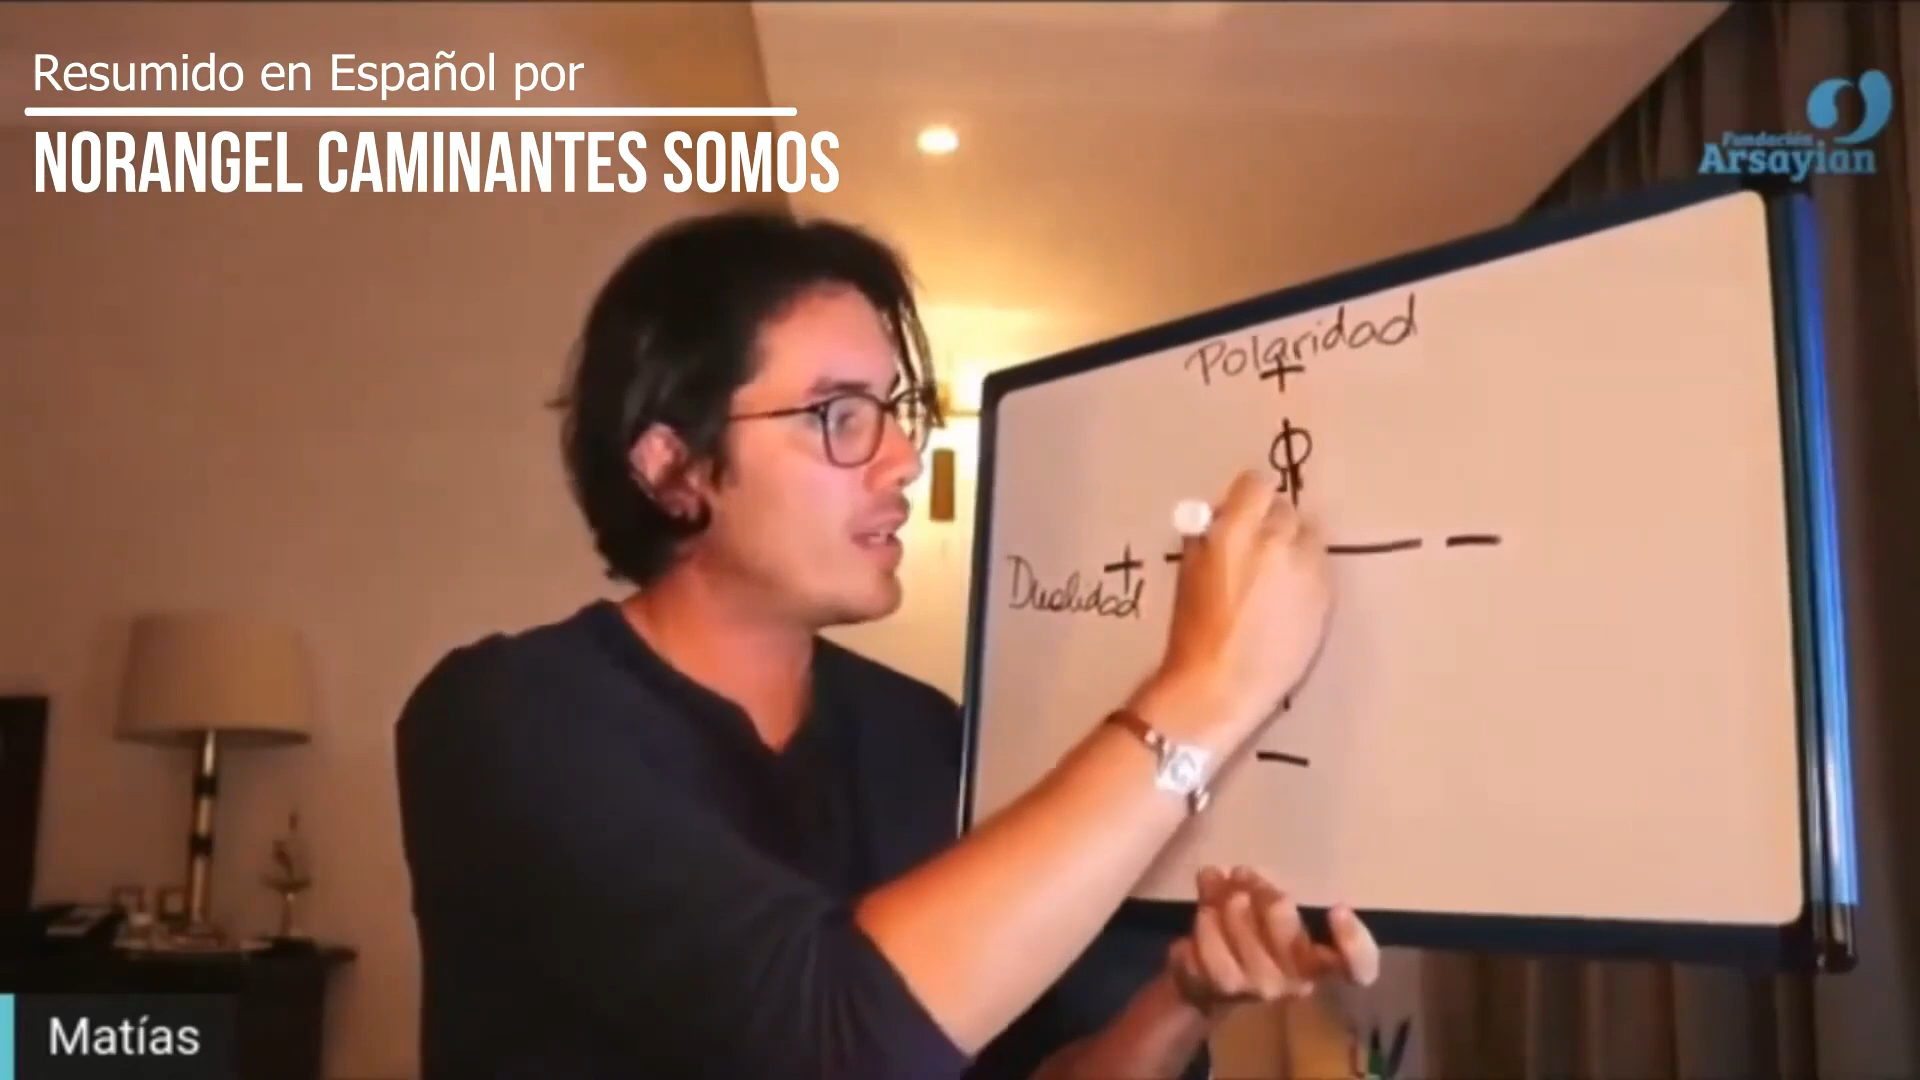 Resumido en Español por
NORANGEL CAMINANTES SOMOS
Fundación
Arsayian
Polaridad
+
+ —
Dualidad
—
Matías